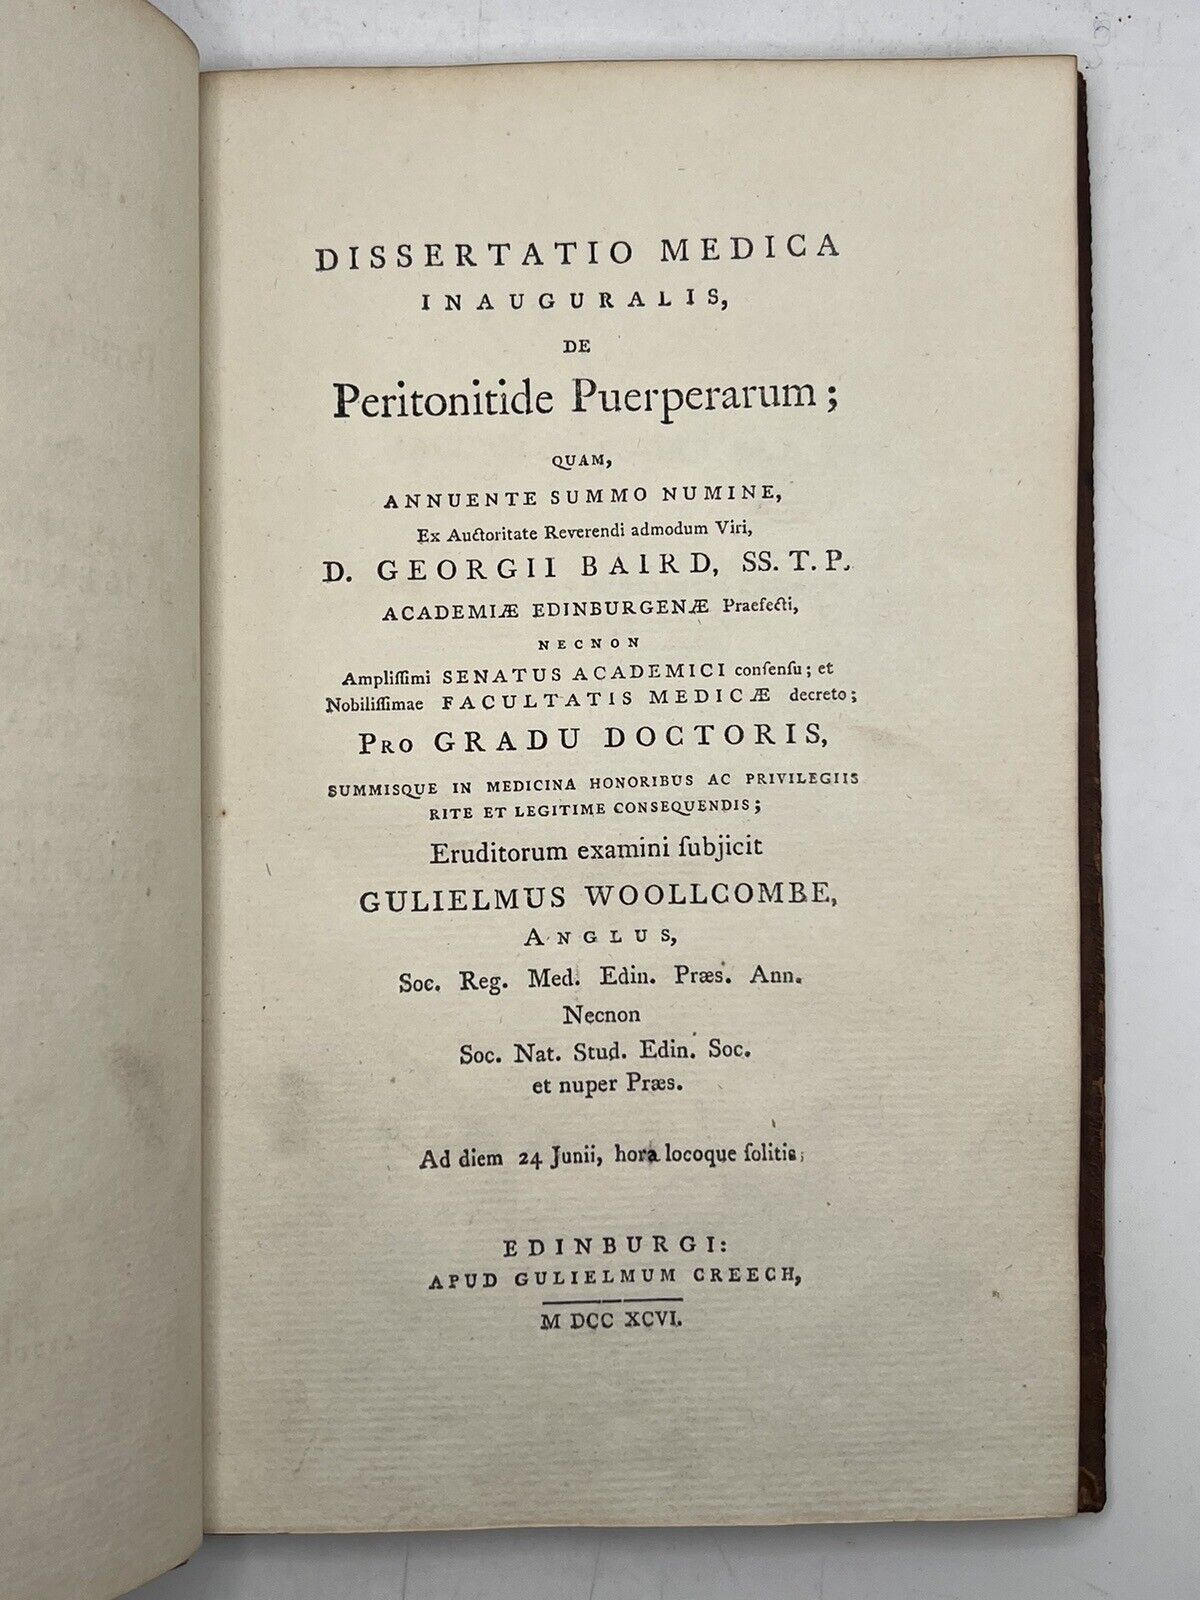 DISSERTATIO MEDICA
INAUGURALIS,
DE
Peritonitide Puerperarum;
QUAM,
ANNUENTE SUMMO NUMINE,
Ex Auctoritate Reverendi admodum Viri,
D. GEORGII BAIRD, SS. T. P.
ACADEMIÆ EDINBURGENÆ Praefecti,
NECNON
Ampliſſimi SENATUS ACADEMICI conſenſu; et
Nobiliſſimae FACULTATIS MEDICÆ decreto;
PRO GRADU DOCTORIS,
SUMMISQUE IN MEDICINA HONORIBUS AC PRIVILEGIIS
RITE ET LEGITIME CONSEQUENDIS;
Eruditorum examini ſubjicit
GULIELMUS WOOLLCOMBE,
ANGLUS,
Soc. Reg. Med. Edin. Præs. Ann.
Necnon
Soc. Nat. Stud. Edin. Soc.
et nuper Præs.
Ad diem 24 Junii, hora locoque ſolitis;
EDINBURGI:
APUD GULIELMUM CREECH,
M DCC XCVI.